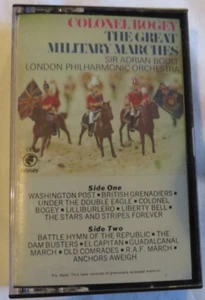 COLONEL BOGEY
THE GREAT
MILITARY MARCHES
SIR ADRIAN BOULT
LONDON PHILHARMONIC ORCHESTRA
Side One
WASHINGTON POST • BRITISH GRENADIERS •
UNDER THE DOUBLE EAGLE • COLONEL
BOGEY • LILLIBURLERO • LIBERTY BELL •
THE STARS AND STRIPES FOREVER
Side Two
BATTLE HYMN OF THE REPUBLIC • THE
DAM BUSTERS • EL CAPITAN • GUADALCANAL
MARCH • OLD COMRADES • R.A.F. MARCH •
ANCHORS AWEIGH